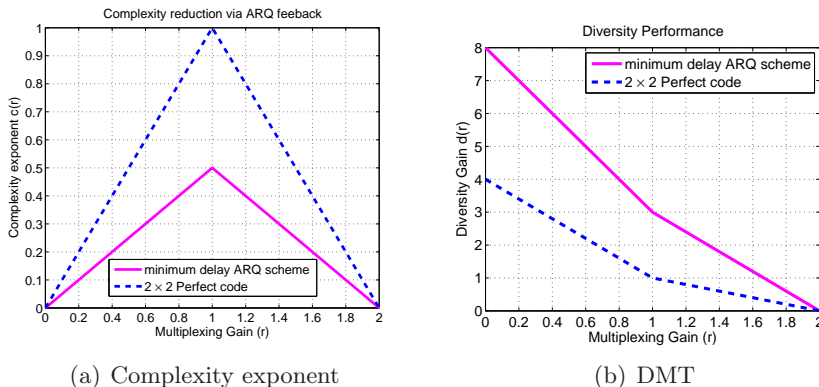 Complexity reduction via ARQ feeback
1
0.9
0.8
0.7
0.6
0.5
0.4
0.3
0.2
0.1
0
Complexity exponent c(r)
minimum delay ARQ scheme
2 × 2 Perfect code
0 0.2 0.4 0.6 0.8 1 1.2 1.4 1.6 1.8 2
Multiplexing Gain (r)
(a) Complexity exponent
Diversity Performance
8
7
6
5
4
3
2
1
0
Diversity Gain d(r)
minimum delay ARQ scheme
2 × 2 Perfect code
0 0.2 0.4 0.6 0.8 1 1.2 1.4 1.6 1.8 2
Multiplexing Gain (r)
(b) DMT